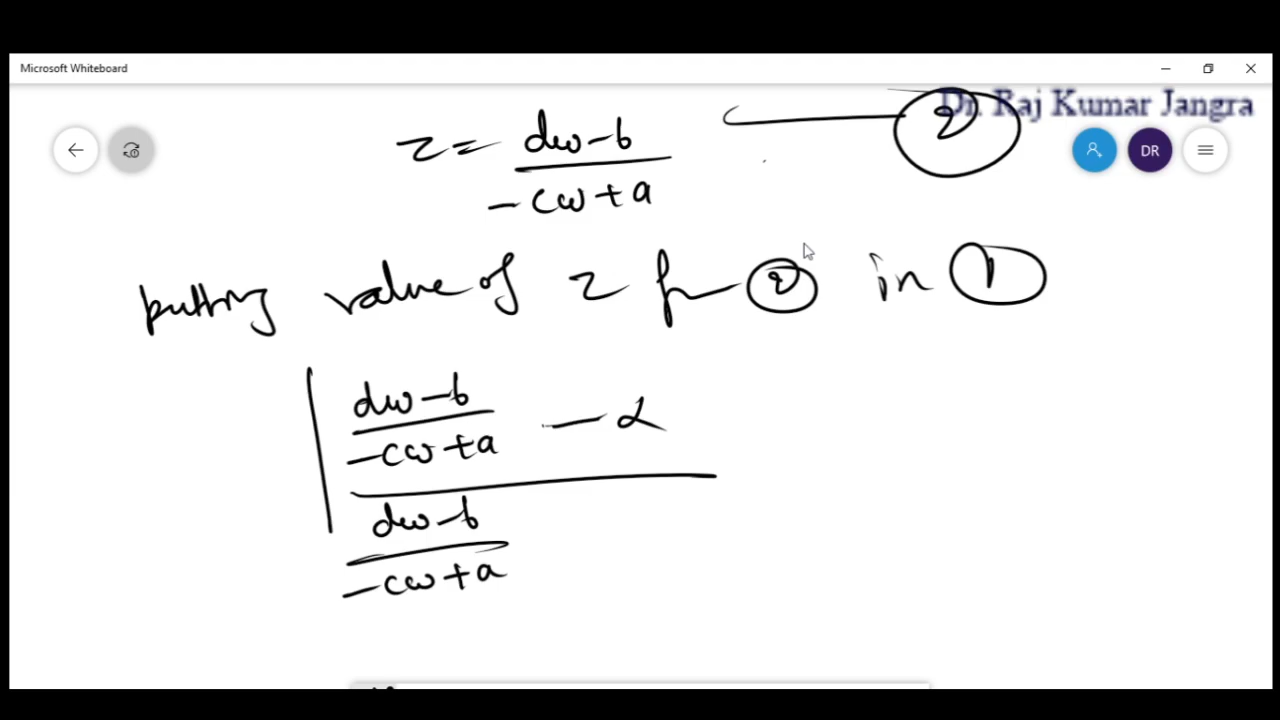 Microsoft Whiteboard
Dr. Raj Kumar Jangra
z = dw-b / -cw+a ②
DR
putting value of z from ② in ①
| dw-b / -cw+a - α
dw-b / -cw+a